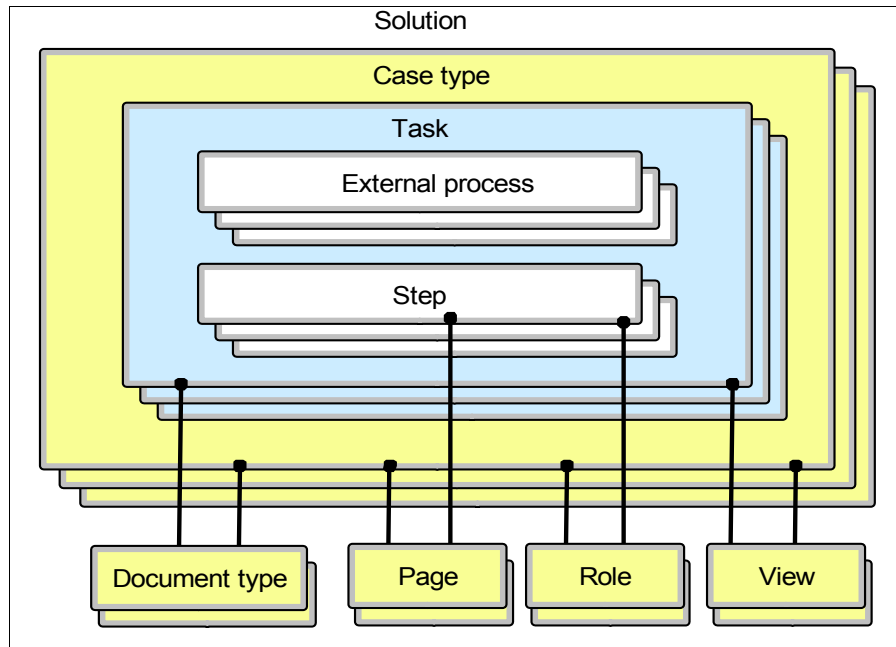 Solution
Case type
Task
External process
Step
Document type
Page
Role
View